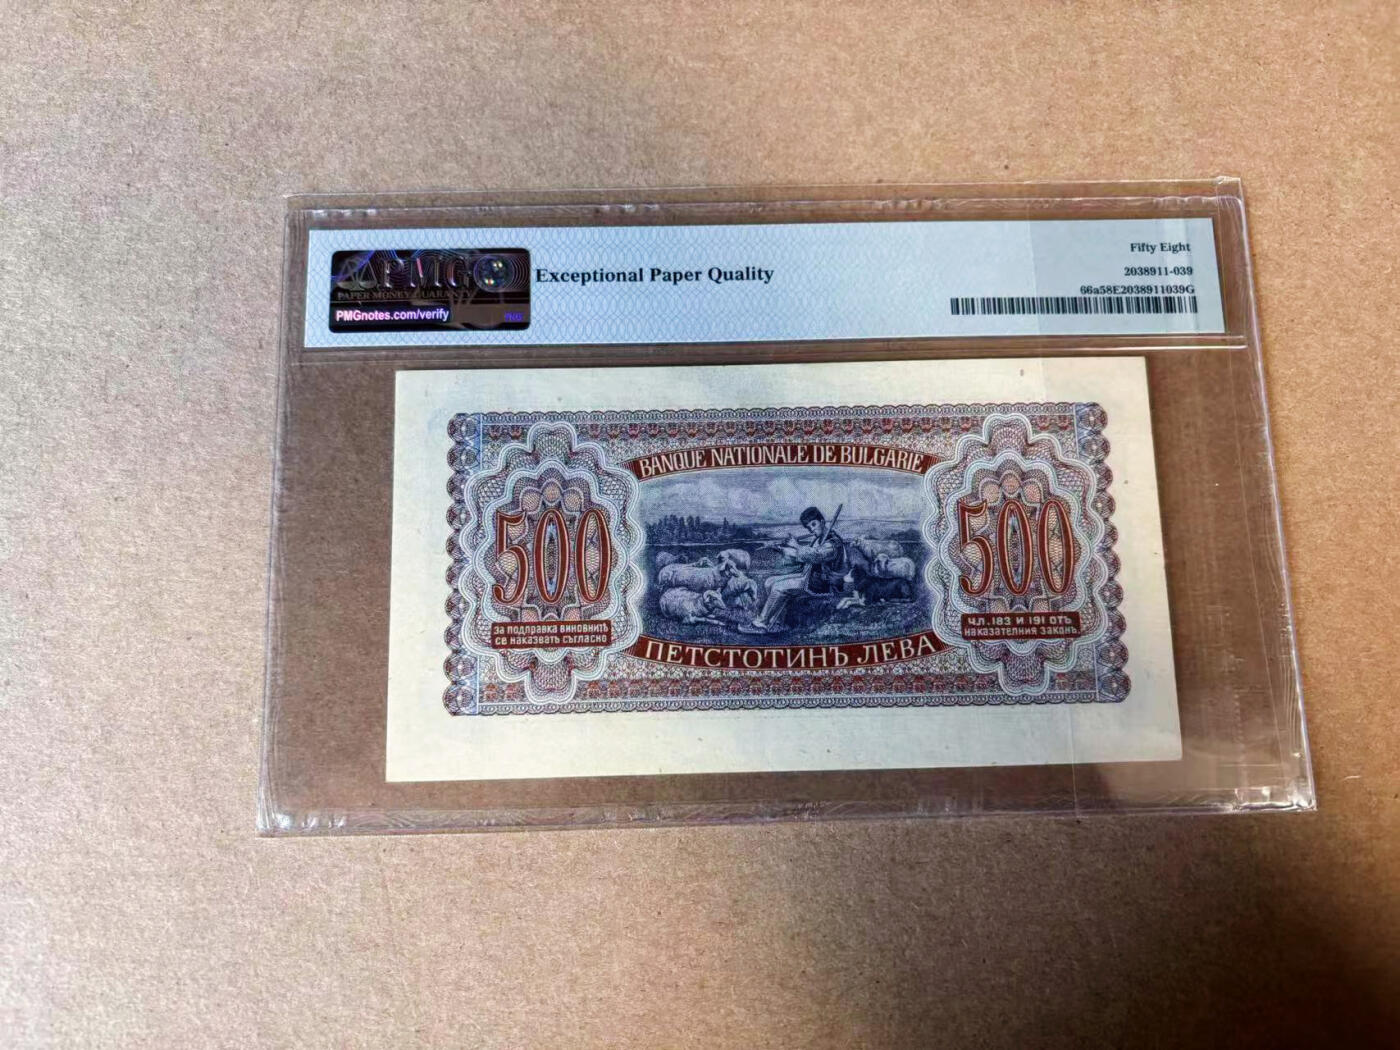 PMG
PAPER MONEY GUARANTY
PMGnotes.com/verify
Exceptional Paper Quality
Fifty Eight
2038911-039
66a58E2038911039G
BANQUE NATIONALE DE BULGARIE
500
500
ЗА ПОДПРАВКА ВИНОВНИТѢ
СЕ НАКАЗВАТЪ СЪГЛАСНО
ЧЛ. 183 И 191 ОТЪ
НАКАЗАТЕЛНИЯ ЗАКОНЪ.
ПЕТСТОТИНЪ ЛЕВА